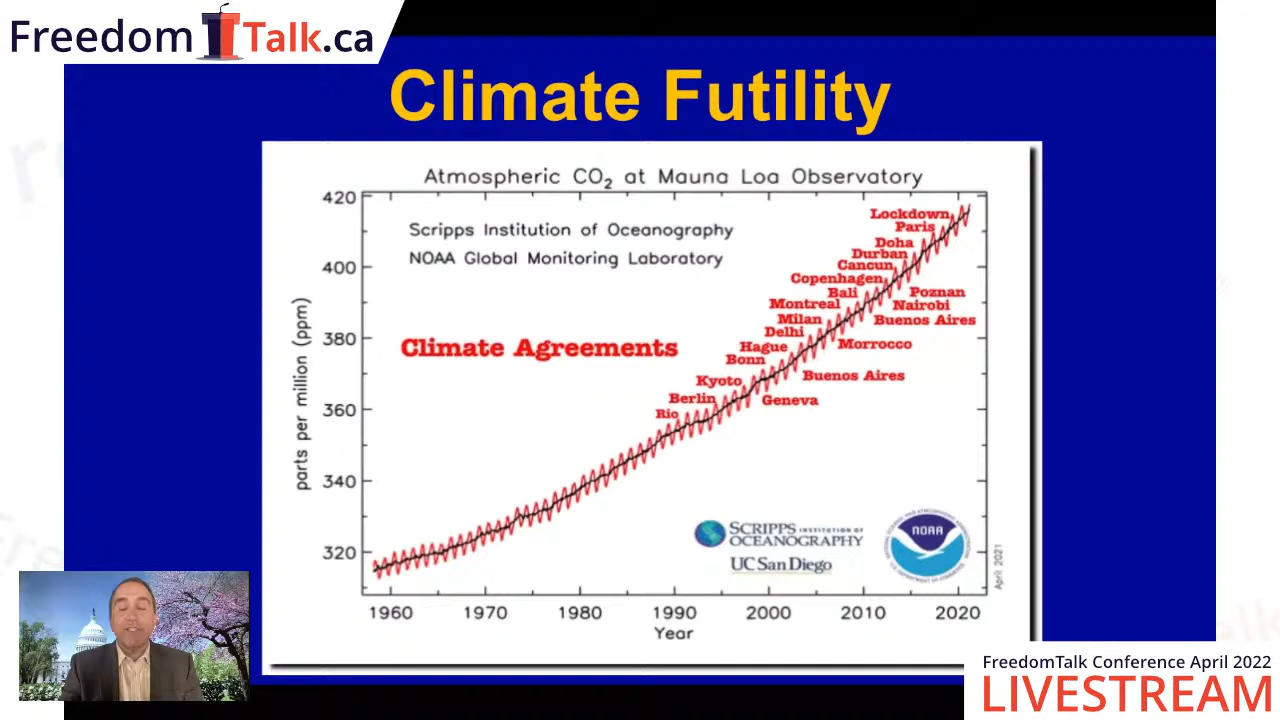 FreedomTalk.ca
Climate Futility
Atmospheric CO2 at Mauna Loa Observatory
Scripps Institution of Oceanography
NOAA Global Monitoring Laboratory
Climate Agreements
parts per million (ppm)
420
400
380
360
340
320
Lockdown
Paris
Doha
Durban
Cancun
Copenhagen
Bali
Montreal
Milan
Delhi
Hague
Bonn
Kyoto
Berlin
Rio
Poznan
Nairobi
Buenos Aires
Morrocco
Buenos Aires
Geneva
SCRIPPS INSTITUTION OF
OCEANOGRAPHY
UC San Diego
NOAA
April 2021
1960 1970 1980 1990 2000 2010 2020
Year
FreedomTalk Conference April 2022
LIVESTREAM